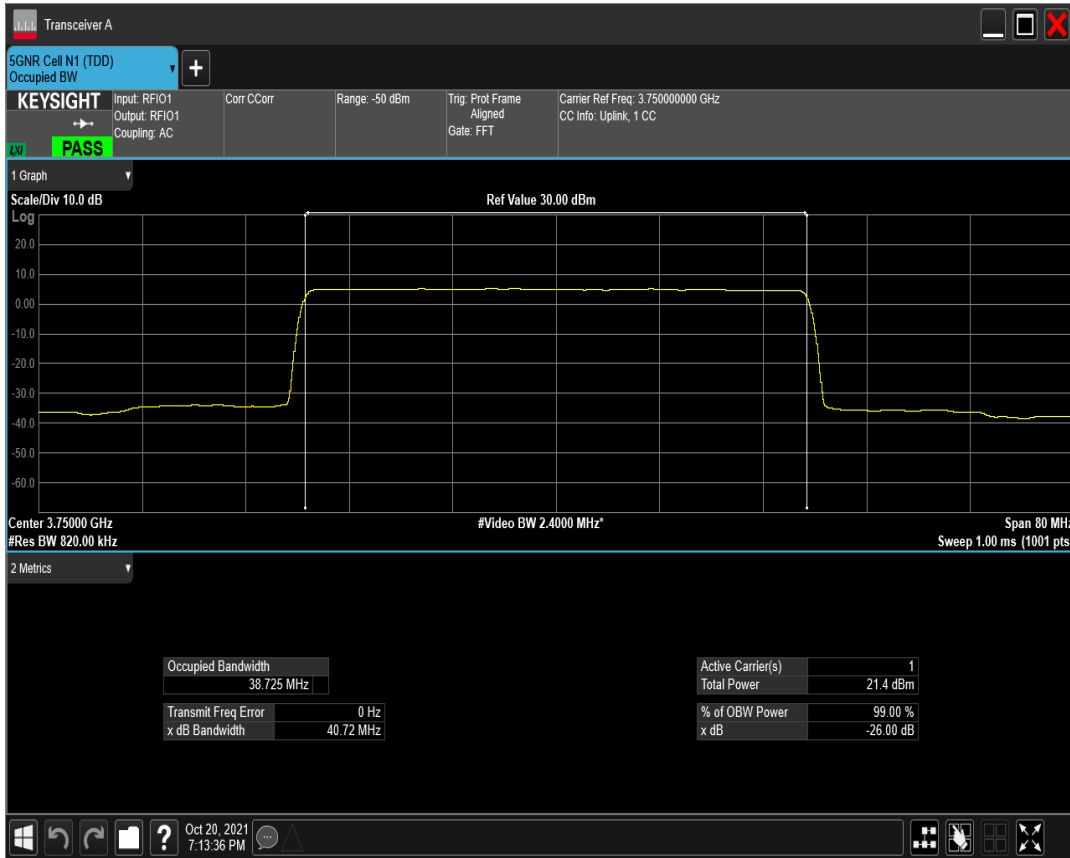 Transceiver A
5GNR Cell N1 (TDD)
Occupied BW
KEYSIGHT
LXI
PASS
Input: RFIO1
Output: RFIO1
Coupling: AC
Corr CCorr
Range: -50 dBm
Trig: Prot Frame
Aligned
Gate: FFT
Carrier Ref Freq: 3.750000000 GHz
CC Info: Uplink, 1 CC
1 Graph
Scale/Div 10.0 dB
Ref Value 30.00 dBm
Log
20.0
10.0
0.00
-10.0
-20.0
-30.0
-40.0
-50.0
-60.0
Center 3.75000 GHz
#Video BW 2.4000 MHz*
Span 80 MHz
#Res BW 820.00 kHz
Sweep 1.00 ms (1001 pts
2 Metrics
Occupied Bandwidth
38.725 MHz
Transmit Freq Error 0 Hz
x dB Bandwidth 40.72 MHz
Active Carrier(s) 1
Total Power 21.4 dBm
% of OBW Power 99.00 %
x dB -26.00 dB
?
Oct 20, 2021
7:13:36 PM